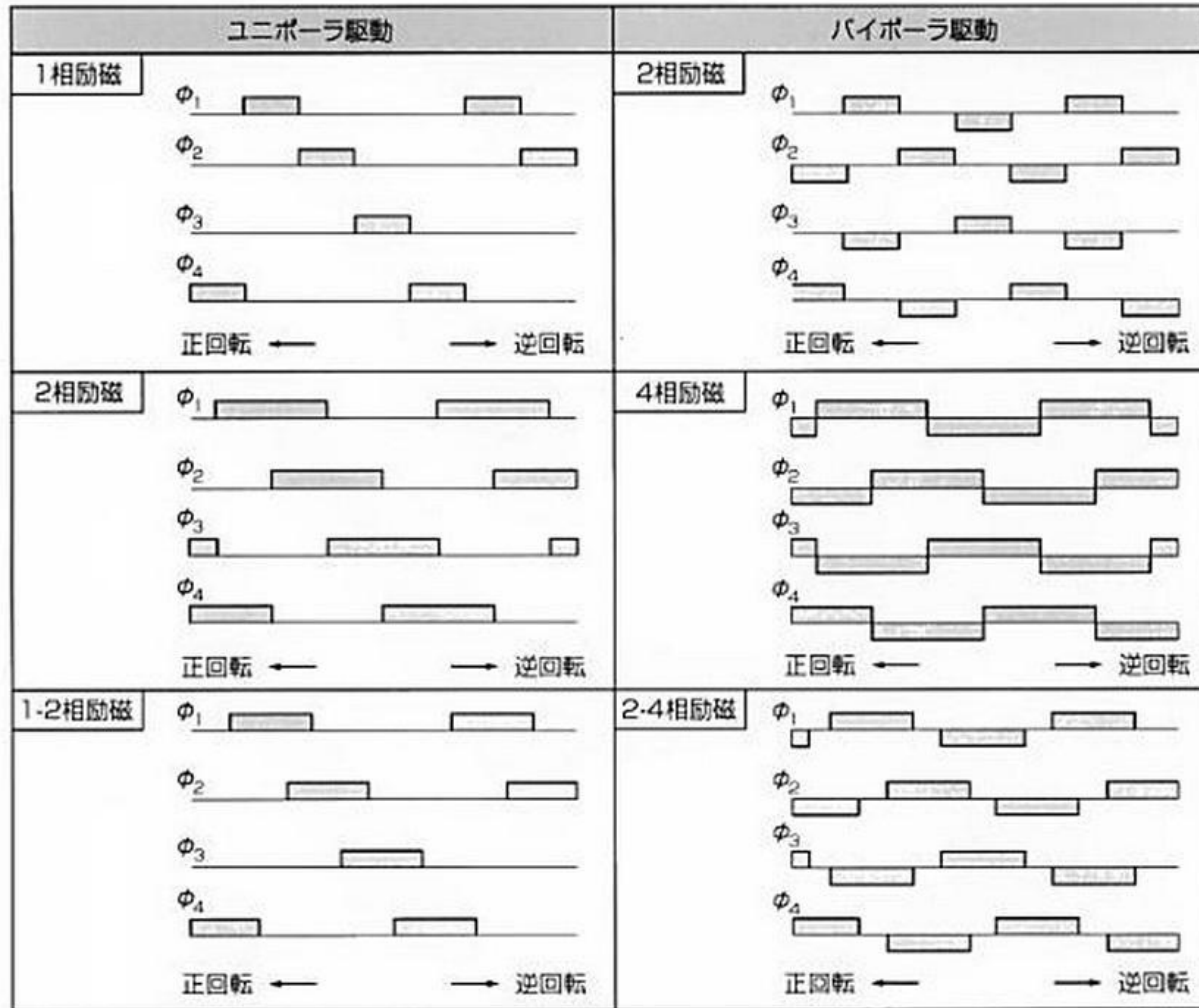 ユニポーラ駆動
バイポーラ駆動
1相励磁
Φ1
Φ2
Φ3
Φ4
正回転 ← → 逆回転
2相励磁
Φ1
Φ2
Φ3
Φ4
正回転 ← → 逆回転
2相励磁
Φ1
Φ2
Φ3
Φ4
正回転 ← → 逆回転
4相励磁
Φ1
Φ2
Φ3
Φ4
正回転 ← → 逆回転
1-2相励磁
Φ1
Φ2
Φ3
Φ4
正回転 ← → 逆回転
2-4相励磁
Φ1
Φ2
Φ3
Φ4
正回転 ← → 逆回転